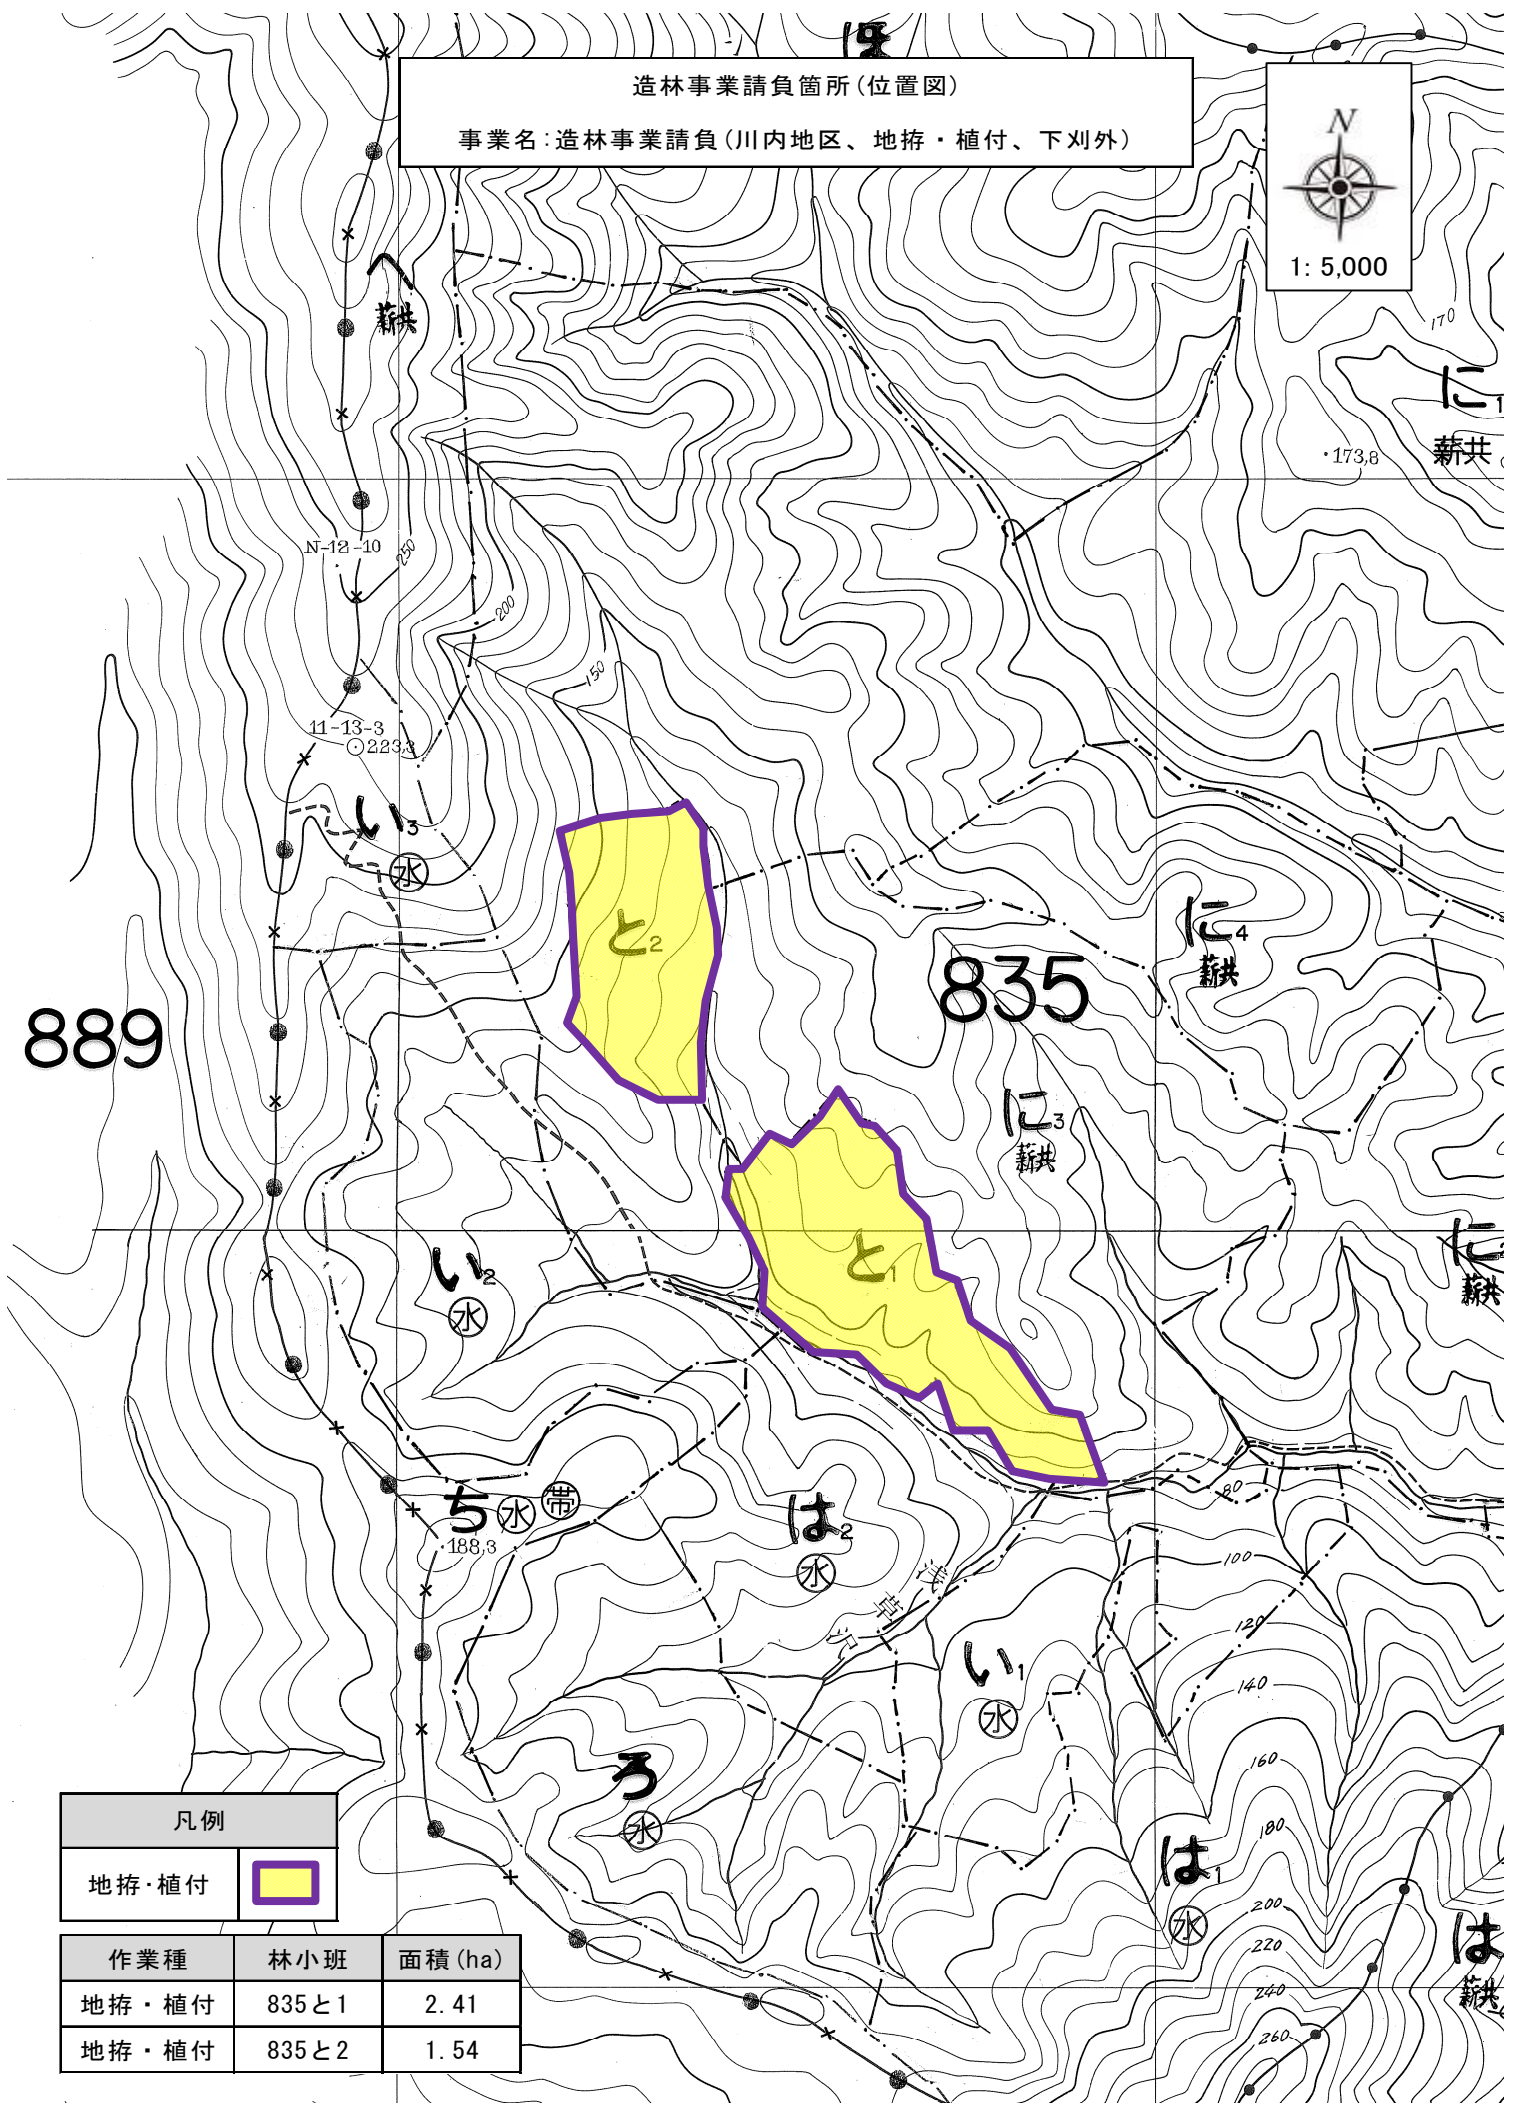 造林事業請負箇所(位置図)
事業名:造林事業請負(川内地区、地拵・植付、下刈外)
N
1: 5,000
へ
薪共
170
に1
薪共
173,8
N-12-10
250
200
150
11-13-3
223,3
い3
水
と2
に4
薪共
835
889
に3
薪共
と1
に
薪共
い2
水
ち 水 帯
188,3
は2
水
80
100
120
い1
水
140
160
ろ
水
180
は1
水
200
220
240
260
は
薪共
凡例
地拵・植付
作業種 林小班 面積(ha)
地拵・植付 835と1 2.41
地拵・植付 835と2 1.54